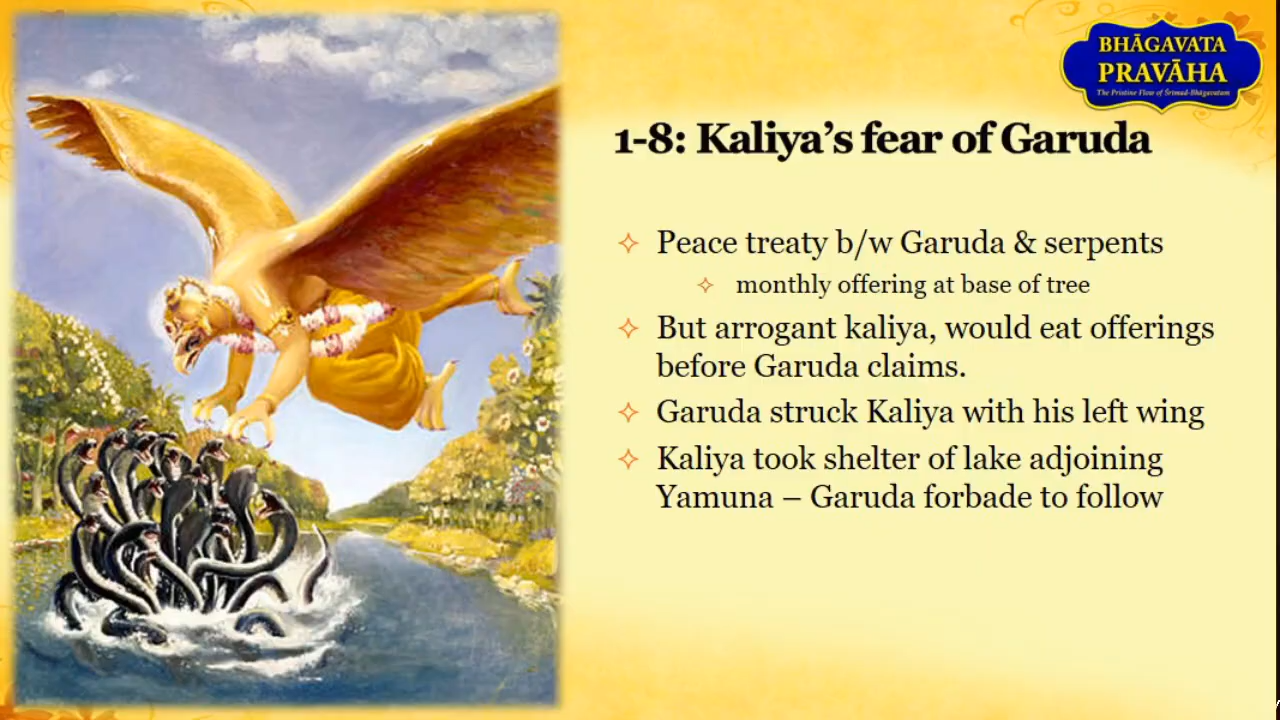 BHĀGAVATA
PRAVĀHA
The Pristine Flow of Śrīmad-Bhāgavatam
1-8: Kaliya's fear of Garuda
Peace treaty b/w Garuda & serpents
monthly offering at base of tree
But arrogant kaliya, would eat offerings
before Garuda claims.
Garuda struck Kaliya with his left wing
Kaliya took shelter of lake adjoining
Yamuna – Garuda forbade to follow